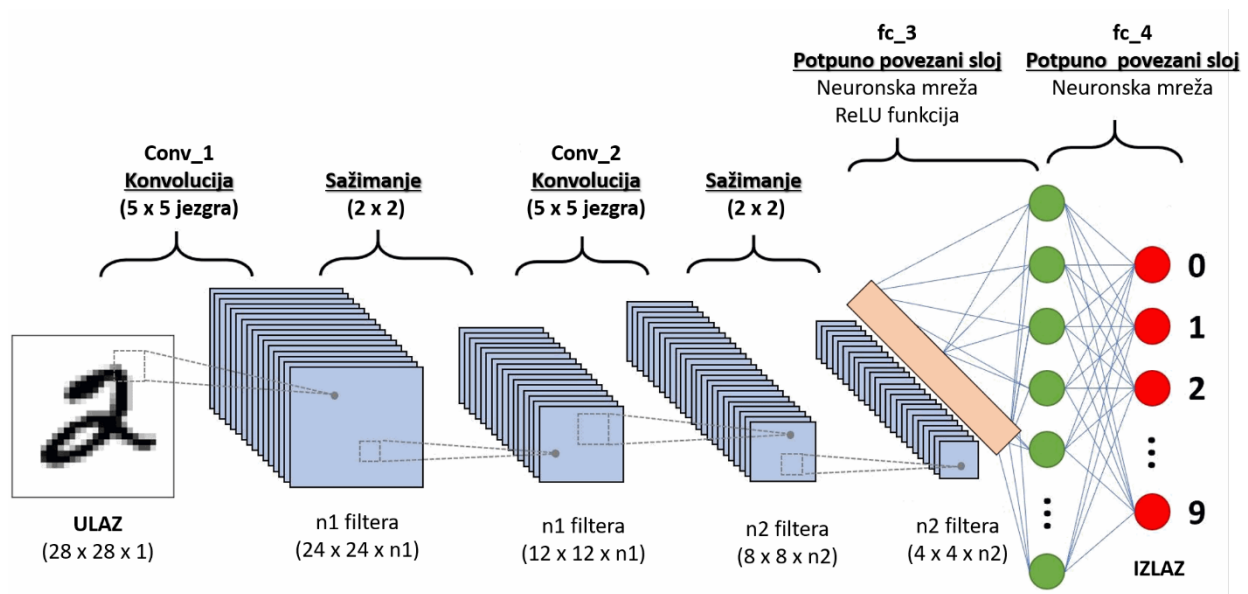 fc_3
Potpuno povezani sloj
Neuronska mreža
ReLU funkcija
fc_4
Potpuno povezani sloj
Neuronska mreža
Conv_1
Konvolucija
(5 x 5 jezgra)
Sažimanje
(2 x 2)
Conv_2
Konvolucija
(5 x 5 jezgra)
Sažimanje
(2 x 2)
0
1
2
9
ULAZ
(28 x 28 x 1)
n1 filtera
(24 x 24 x n1)
n1 filtera
(12 x 12 x n1)
n2 filtera
(8 x 8 x n2)
n2 filtera
(4 x 4 x n2)
IZLAZ